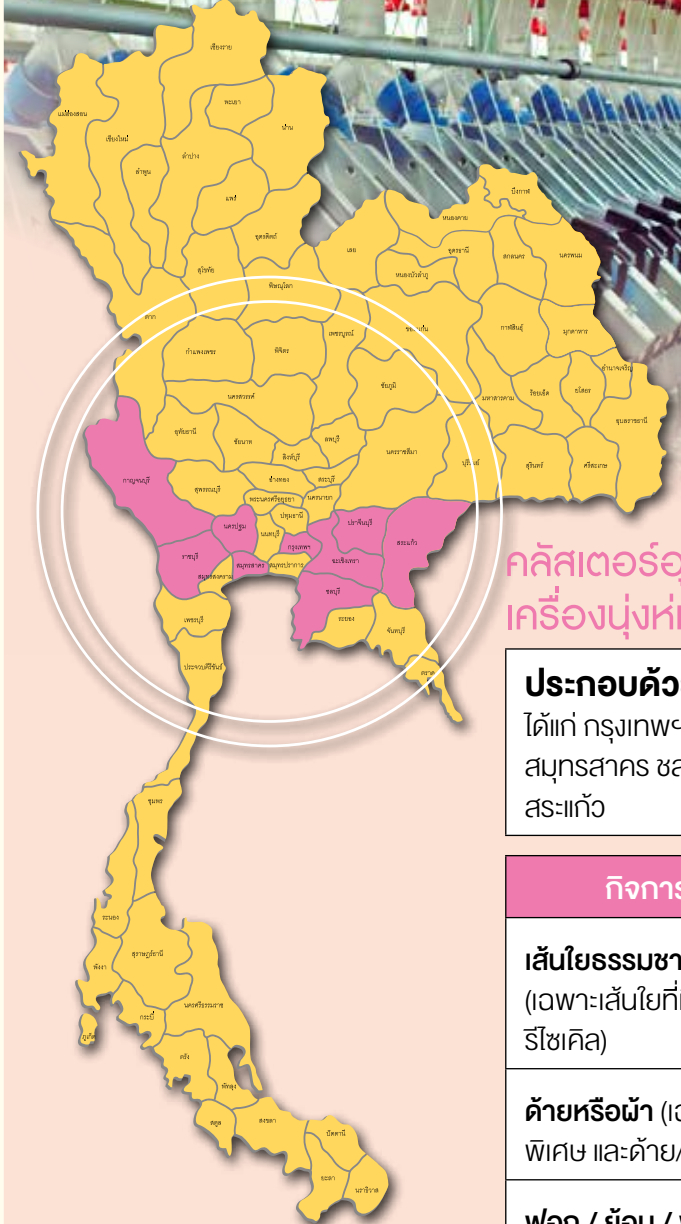 เชียงราย
แม่ฮ่องสอน
พะเยา
น่าน
เชียงใหม่
ลำปาง
ลำพูน
แพร่
อุตรดิตถ์
สุโขทัย
ตาก
พิษณุโลก
กำแพงเพชร
พิจิตร
เพชรบูรณ์
เลย
บึงกาฬ
หนองคาย
อุดรธานี
หนองบัวลำภู
สกลนคร
นครพนม
ขอนแก่น
กาฬสินธุ์
มุกดาหาร
ชัยภูมิ
มหาสารคาม
ร้อยเอ็ด
ยโสธร
อำนาจเจริญ
อุบลราชธานี
นครสวรรค์
อุทัยธานี
ชัยนาท
ลพบุรี
สิงห์บุรี
นครราชสีมา
บุรีรัมย์
สุรินทร์
ศรีสะเกษ
กาญจนบุรี
สุพรรณบุรี
อ่างทอง
สระบุรี
พระนครศรีอยุธยา
นครนายก
ปทุมธานี
นครปฐม
นนทบุรี
กรุงเทพฯ
ปราจีนบุรี
สระแก้ว
ฉะเชิงเทรา
ราชบุรี
สมุทรสาคร
สมุทรปราการ
สมุทรสงคราม
ชลบุรี
เพชรบุรี
ระยอง
จันทบุรี
ตราด
ประจวบคีรีขันธ์
ชุมพร
ระนอง
สุราษฎร์ธานี
พังงา
นครศรีธรรมราช
กระบี่
ภูเก็ต
ตรัง
พัทลุง
สตูล
สงขลา
ปัตตานี
ยะลา
นราธิวาส
คลัสเตอร์อุ
เครื่องนุ่งห่
ประกอบด้ว
ได้แก่ กรุงเทพฯ
สมุทรสาคร ชล
สระแก้ว
กิจการ
เส้นใยธรรมชา
(เฉพาะเส้นใยที่
รีไซเคิล)
ด้ายหรือผ้า (เฉ
พิเศษ และด้าย/
ฟอก / ย้อม /